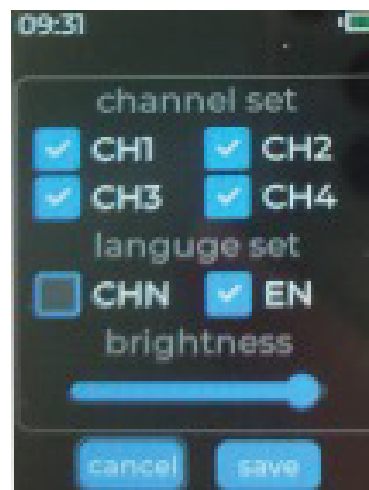 09:31
channel set
CH1 CH2
CH3 CH4
languge set
CHN EN
brightness
cancel save